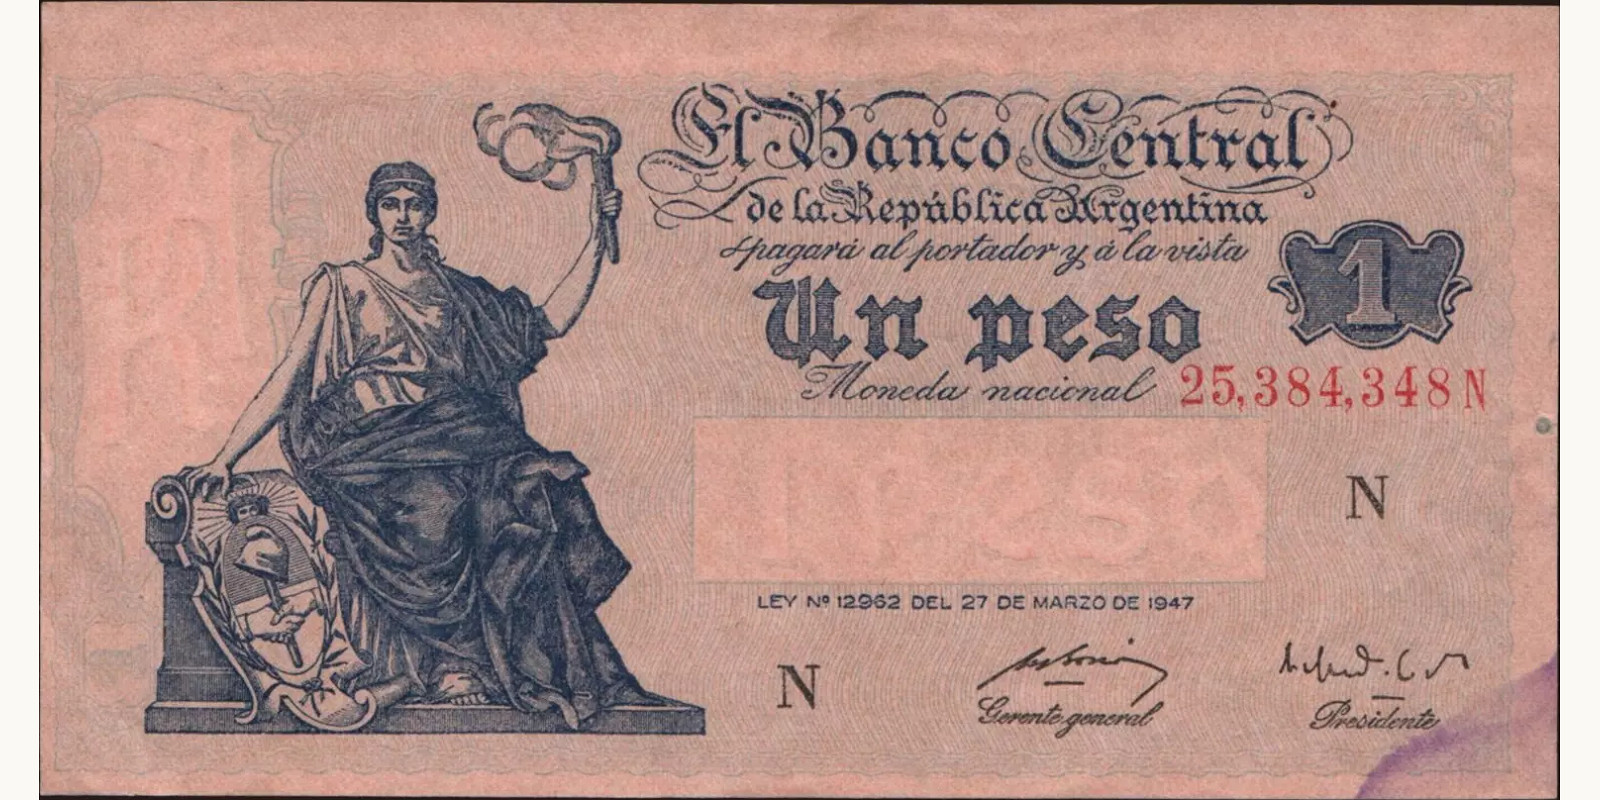 El Banco Central
de la República Argentina
pagará al portador y á la vista
Un peso
1
Moneda nacional
25,384,348 N
N
LEY Nº 12962 DEL 27 DE MARZO DE 1947
N
Gerente general
Presidente